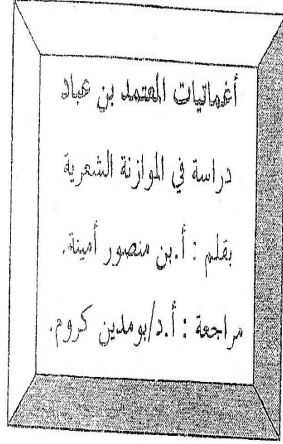 أغماتيات المعتمد بن عباد
دراسة في الموازنة الشعرية
بقلم : أ.بن منصور أمينة.
مراجعة : أ.د/بومدين كروم.